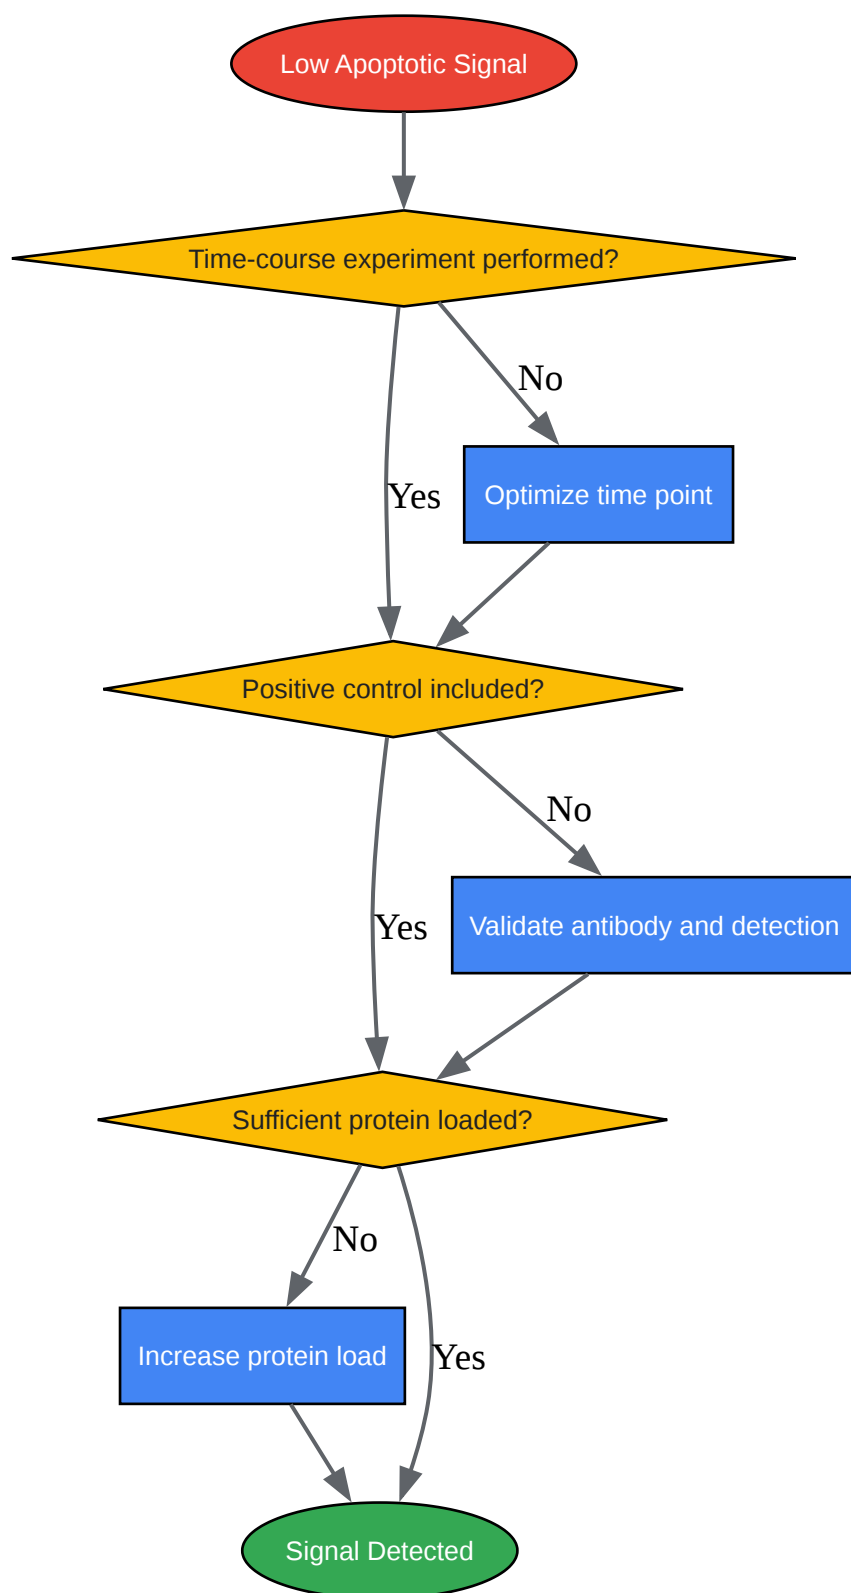 Low Apoptotic Signal
Time-course experiment performed?
No
Yes
Optimize time point
Positive control included?
No
Yes
Validate antibody and detection
Sufficient protein loaded?
No
Increase protein load
Yes
Signal Detected